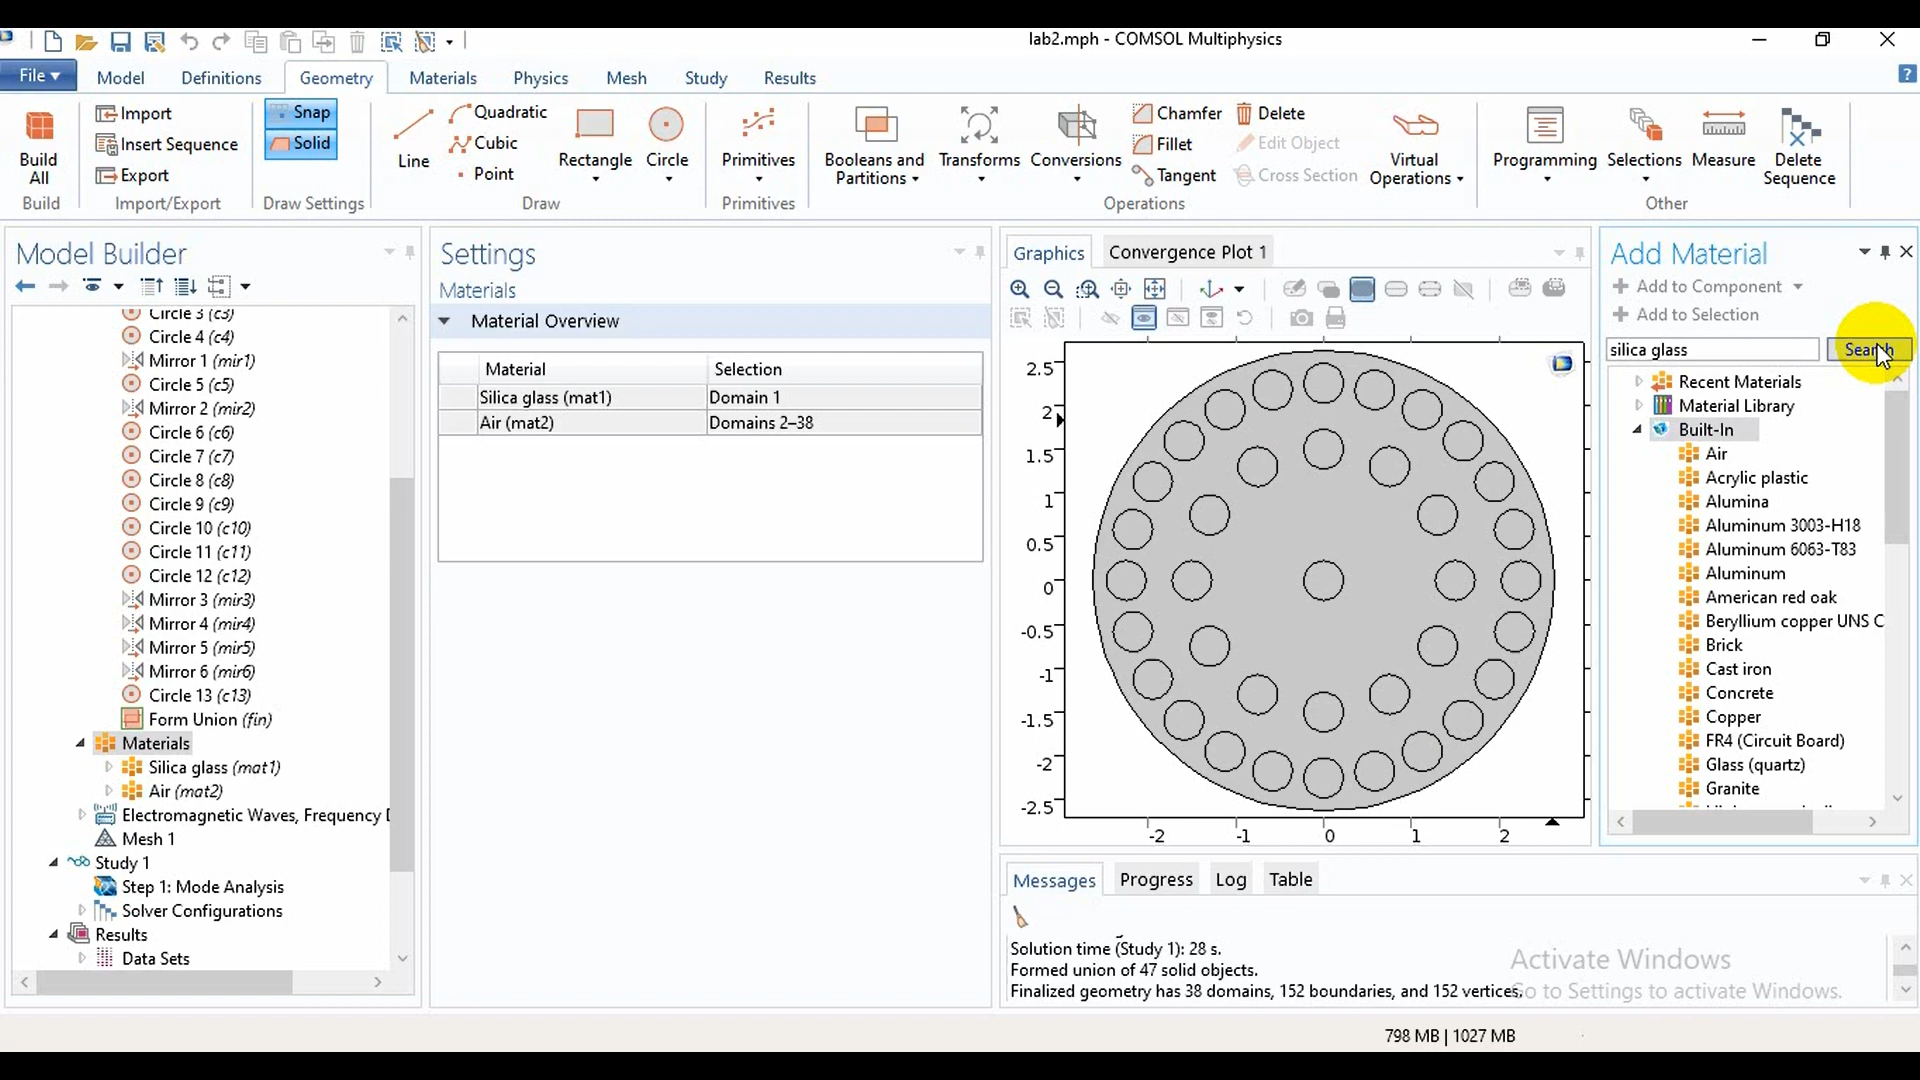 lab2.mph - COMSOL Multiphysics
File Model Definitions Geometry Materials Physics Mesh Study Results
Build All
Build
Import
Insert Sequence
Export
Import/Export
Snap
Solid
Draw Settings
Line
Quadratic
Cubic
Point
Rectangle
Circle
Draw
Primitives
Primitives
Booleans and Partitions
Transforms
Conversions
Chamfer
Fillet
Tangent
Delete
Edit Object
Cross Section
Virtual Operations
Operations
Programming
Selections
Measure
Delete Sequence
Other
Model Builder
Circle 3 (c3)
Circle 4 (c4)
Mirror 1 (mir1)
Circle 5 (c5)
Mirror 2 (mir2)
Circle 6 (c6)
Circle 7 (c7)
Circle 8 (c8)
Circle 9 (c9)
Circle 10 (c10)
Circle 11 (c11)
Circle 12 (c12)
Mirror 3 (mir3)
Mirror 4 (mir4)
Mirror 5 (mir5)
Mirror 6 (mir6)
Circle 13 (c13)
Form Union (fin)
Materials
Silica glass (mat1)
Air (mat2)
Electromagnetic Waves, Frequency
Mesh 1
Study 1
Step 1: Mode Analysis
Solver Configurations
Results
Data Sets
Settings
Materials
Material Overview
Material Selection
Silica glass (mat1) Domain 1
Air (mat2) Domains 2–38
Graphics Convergence Plot 1
2.5
2
1.5
1
0.5
0
-0.5
-1
-1.5
-2
-2.5
-2 -1 0 1 2
Messages Progress Log Table
Solution time (Study 1): 28 s.
Formed union of 47 solid objects.
Finalized geometry has 38 domains, 152 boundaries, and 152 vertices.
Add Material
Add to Component
Add to Selection
silica glass Search
Recent Materials
Material Library
Built-In
Air
Acrylic plastic
Alumina
Aluminum 3003-H18
Aluminum 6063-T83
Aluminum
American red oak
Beryllium copper UNS C
Brick
Cast iron
Concrete
Copper
FR4 (Circuit Board)
Glass (quartz)
Granite
Activate Windows
Go to Settings to activate Windows.
798 MB | 1027 MB